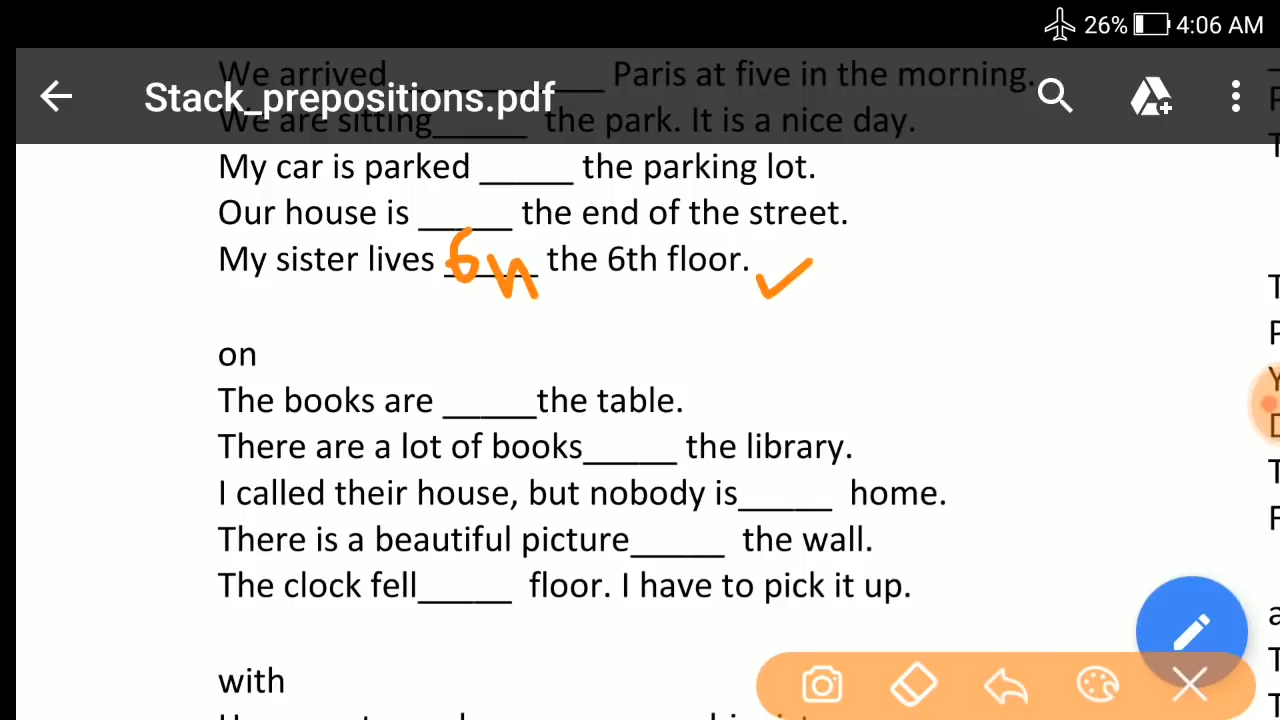 26% 4:06 AM
We arrived____________ Paris at five in the morning.
Stack_prepositions.pdf
We are sitting_____ the park. It is a nice day.
My car is parked _____ the parking lot.
Our house is _____ the end of the street.
My sister lives on the 6th floor.
on
The books are _____the table.
There are a lot of books_____ the library.
I called their house, but nobody is_____ home.
There is a beautiful picture_____ the wall.
The clock fell_____ floor. I have to pick it up.
with